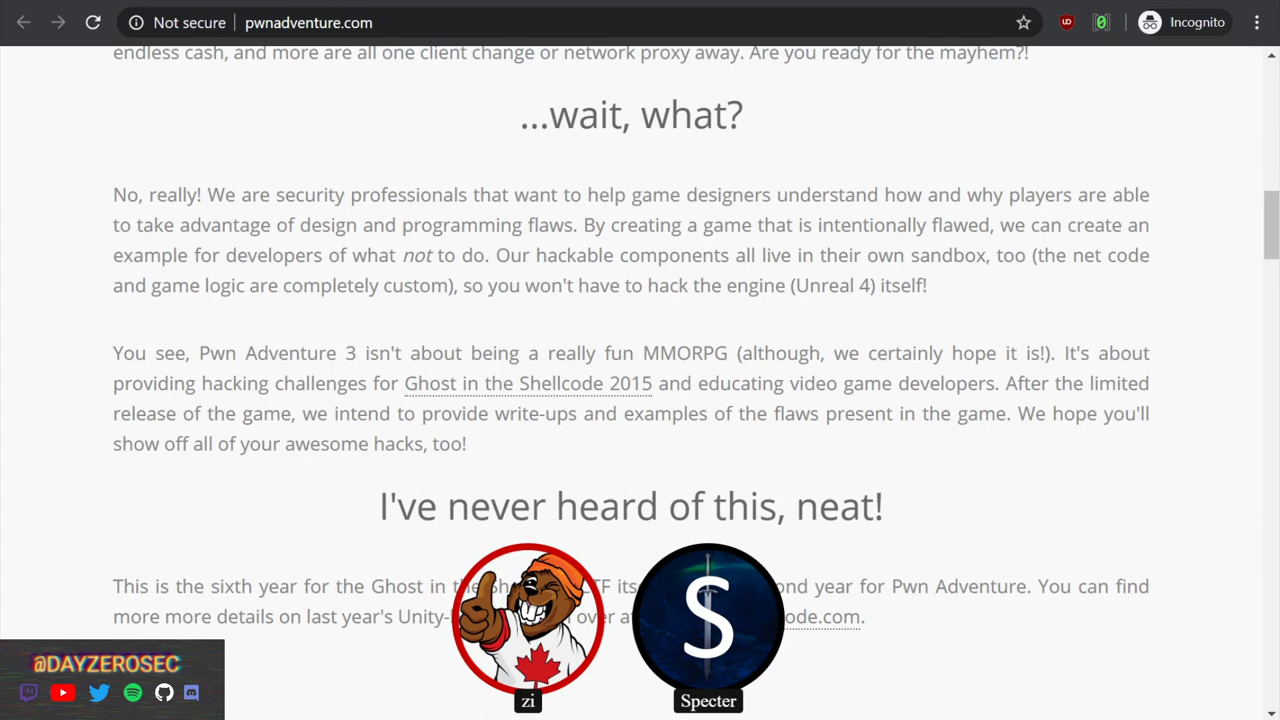 Not secure
pwnadventure.com
Incognito
endless cash, and more are all one client change or network proxy away. Are you ready for the mayhem?!
...wait, what?
No, really! We are security professionals that want to help game designers understand how and why players are able
to take advantage of design and programming flaws. By creating a game that is intentionally flawed, we can create an
example for developers of what not to do. Our hackable components all live in their own sandbox, too (the net code
and game logic are completely custom), so you won't have to hack the engine (Unreal 4) itself!
You see, Pwn Adventure 3 isn't about being a really fun MMORPG (although, we certainly hope it is!). It's about
providing hacking challenges for Ghost in the Shellcode 2015 and educating video game developers. After the limited
release of the game, we intend to provide write-ups and examples of the flaws present in the game. We hope you'll
show off all of your awesome hacks, too!
I've never heard of this, neat!
This is the sixth year for the Ghost in the year for Pwn Adventure. You can find
more more details on last year's over
S
zi
Specter
@DAYZEROSEC